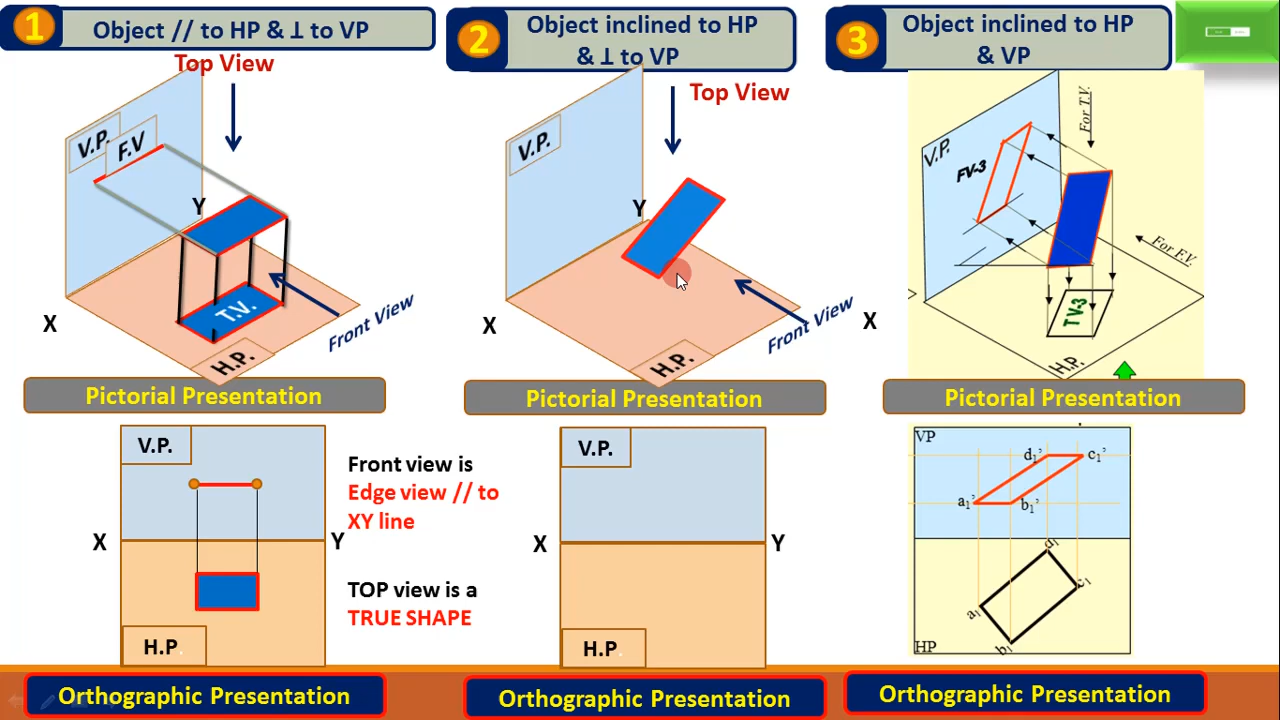 1
Object // to HP & ⊥ to VP
Top View
V.P.
F.V
Y
T.V.
Front View
X
H.P.
Pictorial Presentation
V.P.
Front view is
Edge view // to
XY line
X
Y
TOP view is a
TRUE SHAPE
H.P.
Orthographic Presentation
2
Object inclined to HP
& ⊥ to VP
Top View
V.P.
Y
Front View
X
H.P.
Pictorial Presentation
V.P.
X
Y
H.P.
Orthographic Presentation
3
Object inclined to HP
& VP
For T.V.
V.P.
FV-3
For F.V.
X
T V-3
H.P.
Pictorial Presentation
VP
d₁’
c₁’
a₁’
b₁’
d₁
c₁
a₁
b₁
HP
Orthographic Presentation